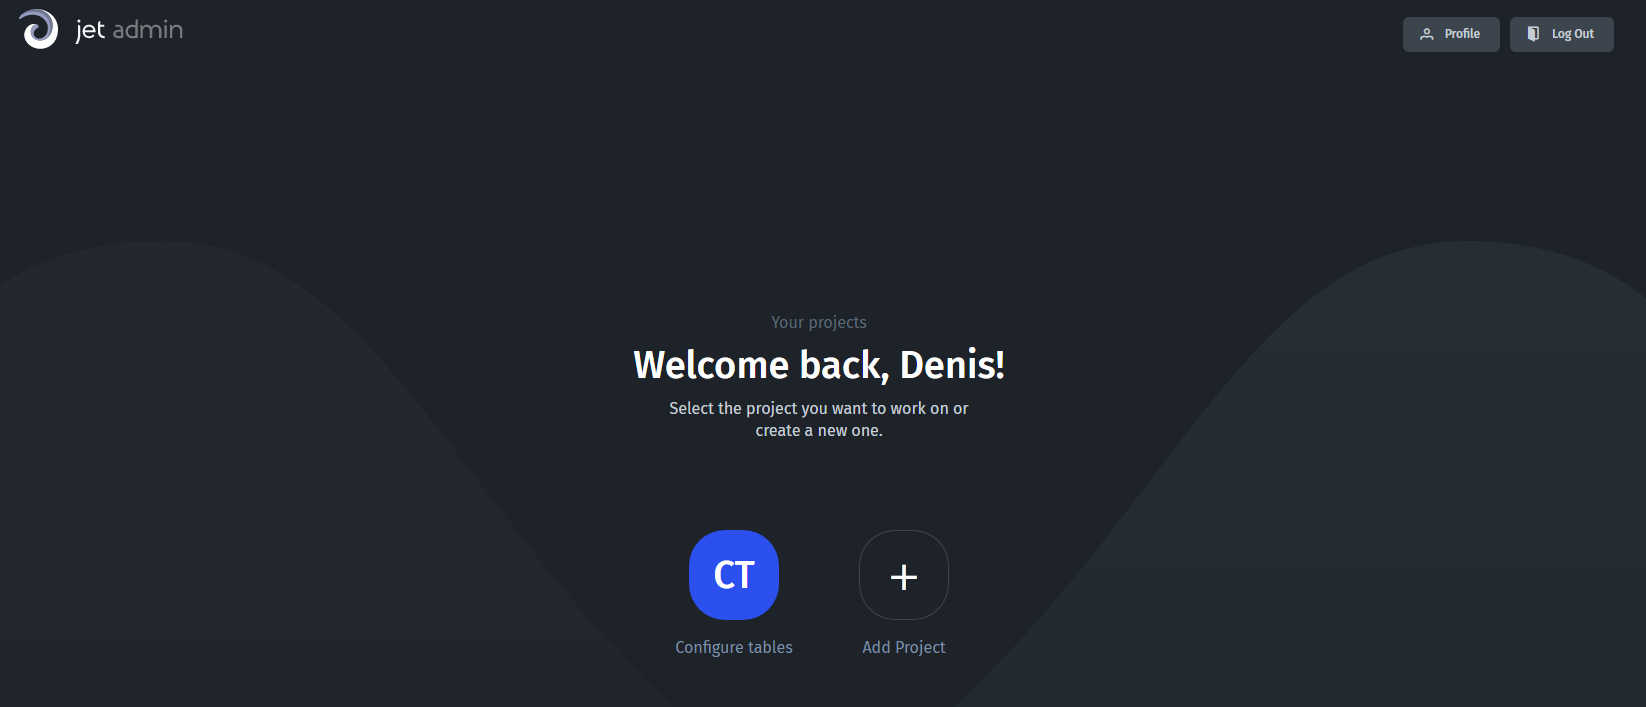 jet admin
Profile
Log Out
Your projects
Welcome back, Denis!
Select the project you want to work on or
create a new one.
CT
Configure tables
Add Project